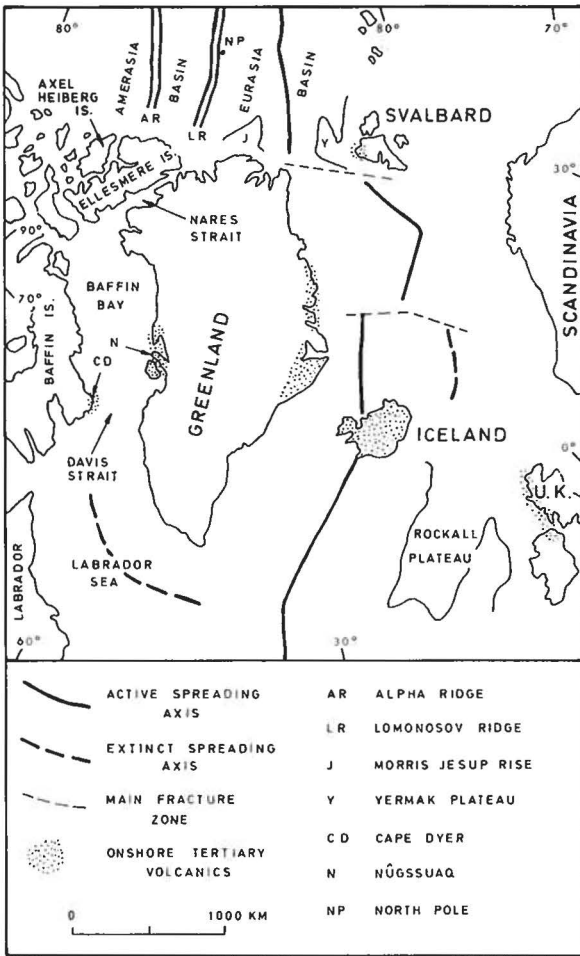 80°
80°
70°
NP
AMERASIA
BASIN
EURASIA
BASIN
AXEL
HEIBERG
IS.
AR
LR
J
Y
SVALBARD
ELLESMERE IS.
30°
NARES
STRAIT
SCANDINAVIA
90°
70°
BAFFIN
BAY
BAFFIN IS.
N
CD
GREENLAND
ICELAND
0°
DAVIS
STRAIT
U.K.
ROCKALL
PLATEAU
LABRADOR
SEA
LABRADOR
60°
30°
ACTIVE SPREADING
AXIS
EXTINCT SPREADING
AXIS
MAIN FRACTURE
ZONE
ONSHORE TERTIARY
VOLCANICS
0 1000 KM
AR ALPHA RIDGE
LR LOMONOSOV RIDGE
J MORRIS JESUP RISE
Y YERMAK PLATEAU
CD CAPE DYER
N NÛGSSUAQ
NP NORTH POLE